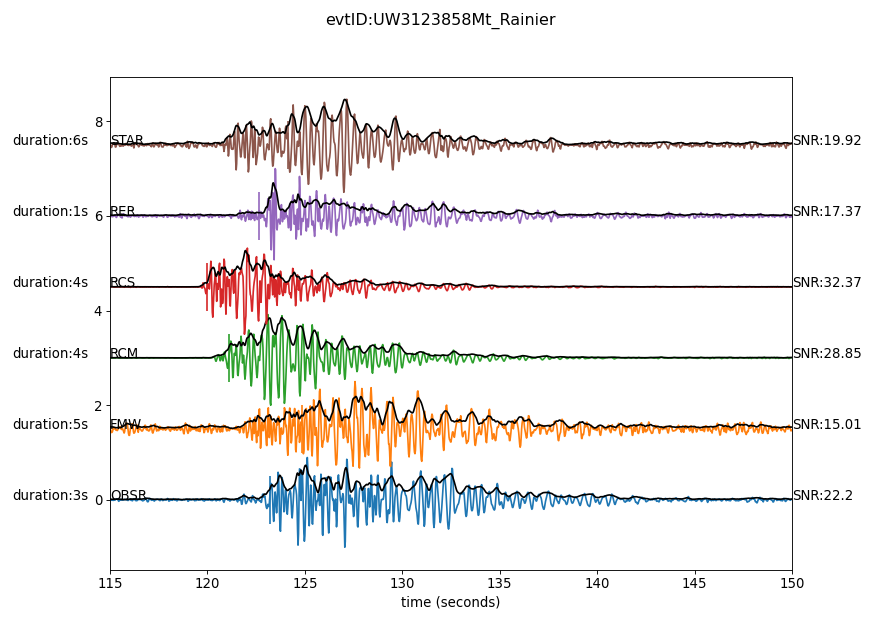 evtID:UW3123858Mt_Rainier
8
duration:6s STAR SNR:19.92
duration:1s RER SNR:17.37
6
duration:4s RCS SNR:32.37
4
duration:4s RCM SNR:28.85
2
duration:5s FMW SNR:15.01
duration:3s OBSR SNR:22.2
0
115 120 125 130 135 140 145 150
time (seconds)